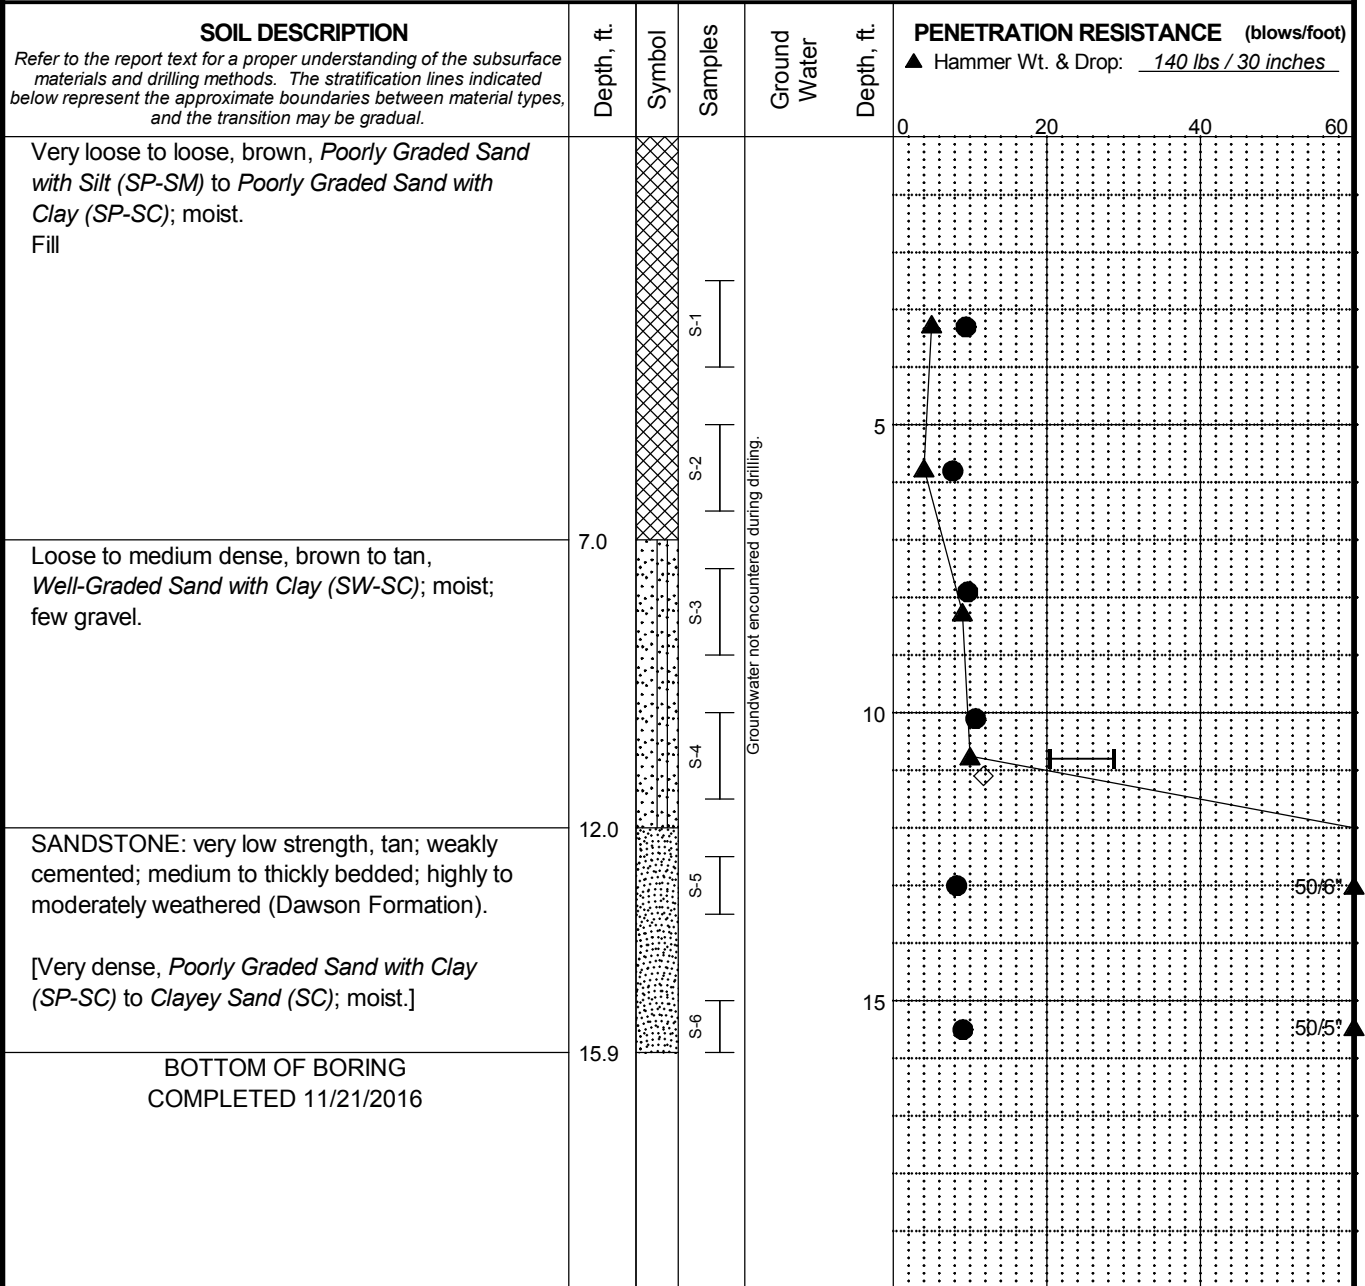 SOIL DESCRIPTION
Refer to the report text for a proper understanding of the subsurface
materials and drilling methods. The stratification lines indicated
below represent the approximate boundaries between material types,
and the transition may be gradual.
Depth, ft.
Symbol
Samples
Ground
Water
Depth, ft.
PENETRATION RESISTANCE (blows/foot)
▲ Hammer Wt. & Drop: 140 lbs / 30 inches
0 20 40 60
Very loose to loose, brown, Poorly Graded Sand
with Silt (SP-SM) to Poorly Graded Sand with
Clay (SP-SC); moist.
Fill
S-1
5
S-2
Groundwater not encountered during drilling.
7.0
Loose to medium dense, brown to tan,
Well-Graded Sand with Clay (SW-SC); moist;
few gravel.
S-3
10
S-4
12.0
SANDSTONE: very low strength, tan; weakly
cemented; medium to thickly bedded; highly to
moderately weathered (Dawson Formation).
S-5
50/6"
[Very dense, Poorly Graded Sand with Clay
(SP-SC) to Clayey Sand (SC); moist.]
15
S-6
50/5"
15.9
BOTTOM OF BORING
COMPLETED 11/21/2016